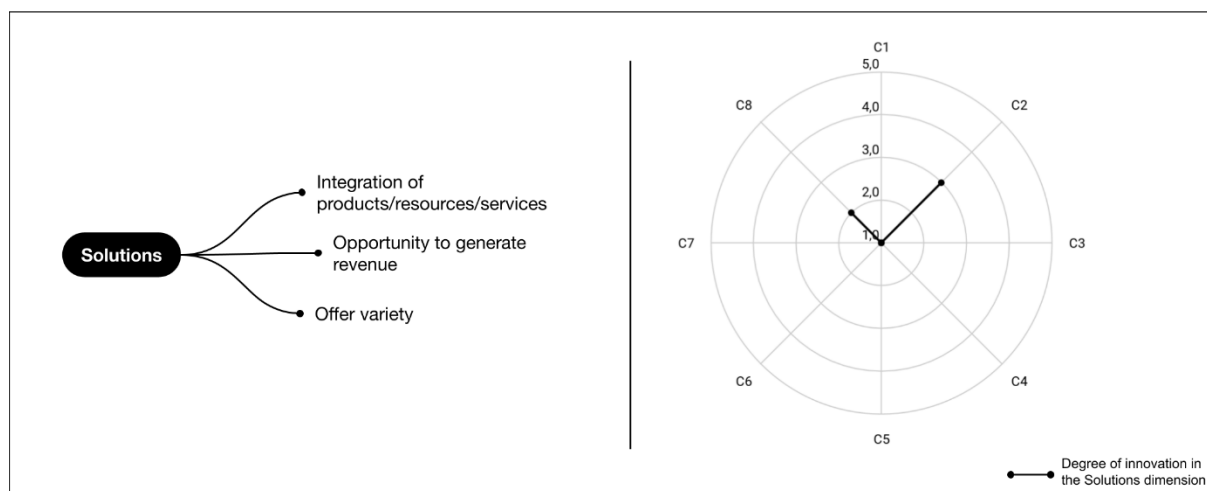 Solutions
Integration of
products/resources/services
Opportunity to generate
revenue
Offer variety
C1
5,0
C8
C2
4,0
3,0
2,0
1,0
C7
C3
C6
C4
C5
Degree of innovation in
the Solutions dimension